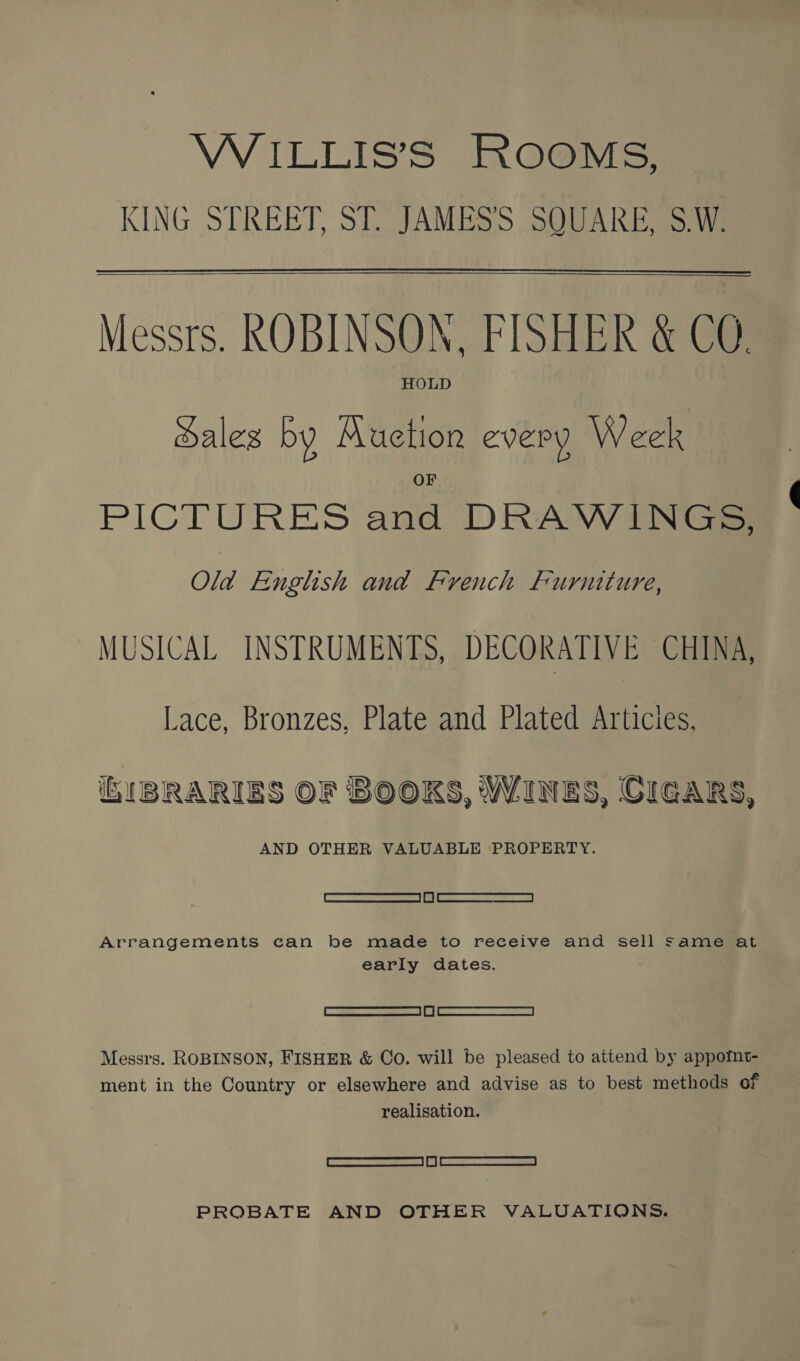 WILLIS'S ROOMS,
KING STREET, ST. JAMES'S SQUARE, S.W.
Messrs. ROBINSON, FISHER & CO.
HOLD
Sales by Auction every Week
OF
PICTURES and DRAWINGS,
Old English and French Furniture,
MUSICAL INSTRUMENTS, DECORATIVE CHINA,
Lace, Bronzes, Plate and Plated Articles,
LIBRARIES OF BOOKS, WINES, CIGARS,
AND OTHER VALUABLE PROPERTY.
Arrangements can be made to receive and sell same at
early dates.
Messrs. ROBINSON, FISHER & Co. will be pleased to attend by appoint-
ment in the Country or elsewhere and advise as to best methods of
realisation.
PROBATE AND OTHER VALUATIONS.